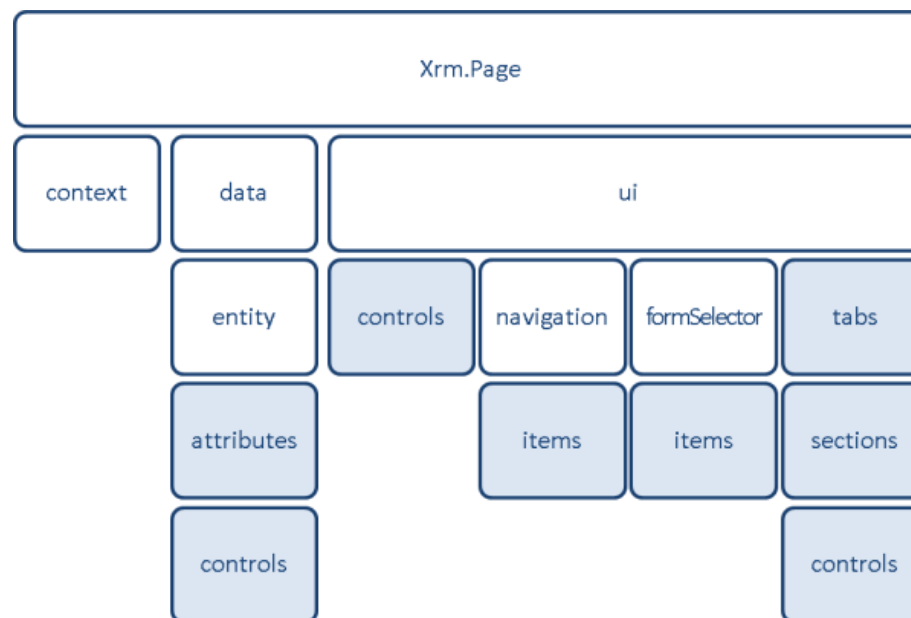 Xrm.Page
context
data
ui
entity
controls
navigation
formSelector
tabs
attributes
items
items
sections
controls
controls